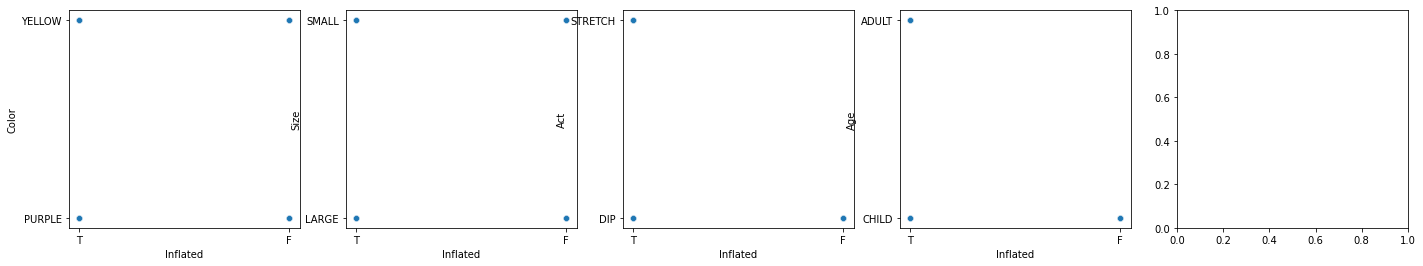 YELLOW
PURPLE
Color
T
F
Inflated
SMALL
LARGE
Size
T
F
Inflated
STRETCH
DIP
Act
T
F
Inflated
ADULT
CHILD
Age
T
F
Inflated
1.0
0.8
0.6
0.4
0.2
0.0
0.0 0.2 0.4 0.6 0.8 1.0